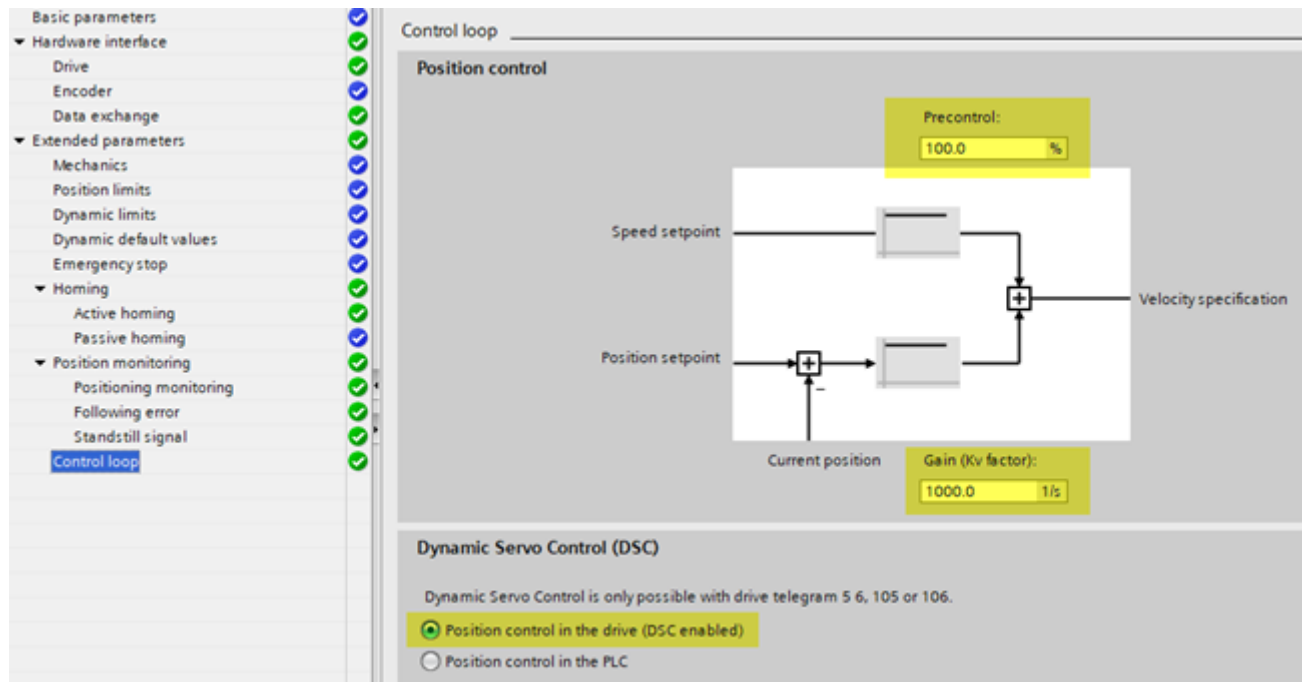 Basic parameters
Hardware interface
Drive
Encoder
Data exchange
Extended parameters
Mechanics
Position limits
Dynamic limits
Dynamic default values
Emergency stop
Homing
Active homing
Passive homing
Position monitoring
Positioning monitoring
Following error
Standstill signal
Control loop
Control loop
Position control
Precontrol:
100.0 %
Speed setpoint
Velocity specification
Position setpoint
–
Current position
Gain (Kv factor):
1000.0 1/s
Dynamic Servo Control (DSC)
Dynamic Servo Control is only possible with drive telegram 5 6, 105 or 106.
Position control in the drive (DSC enabled)
Position control in the PLC